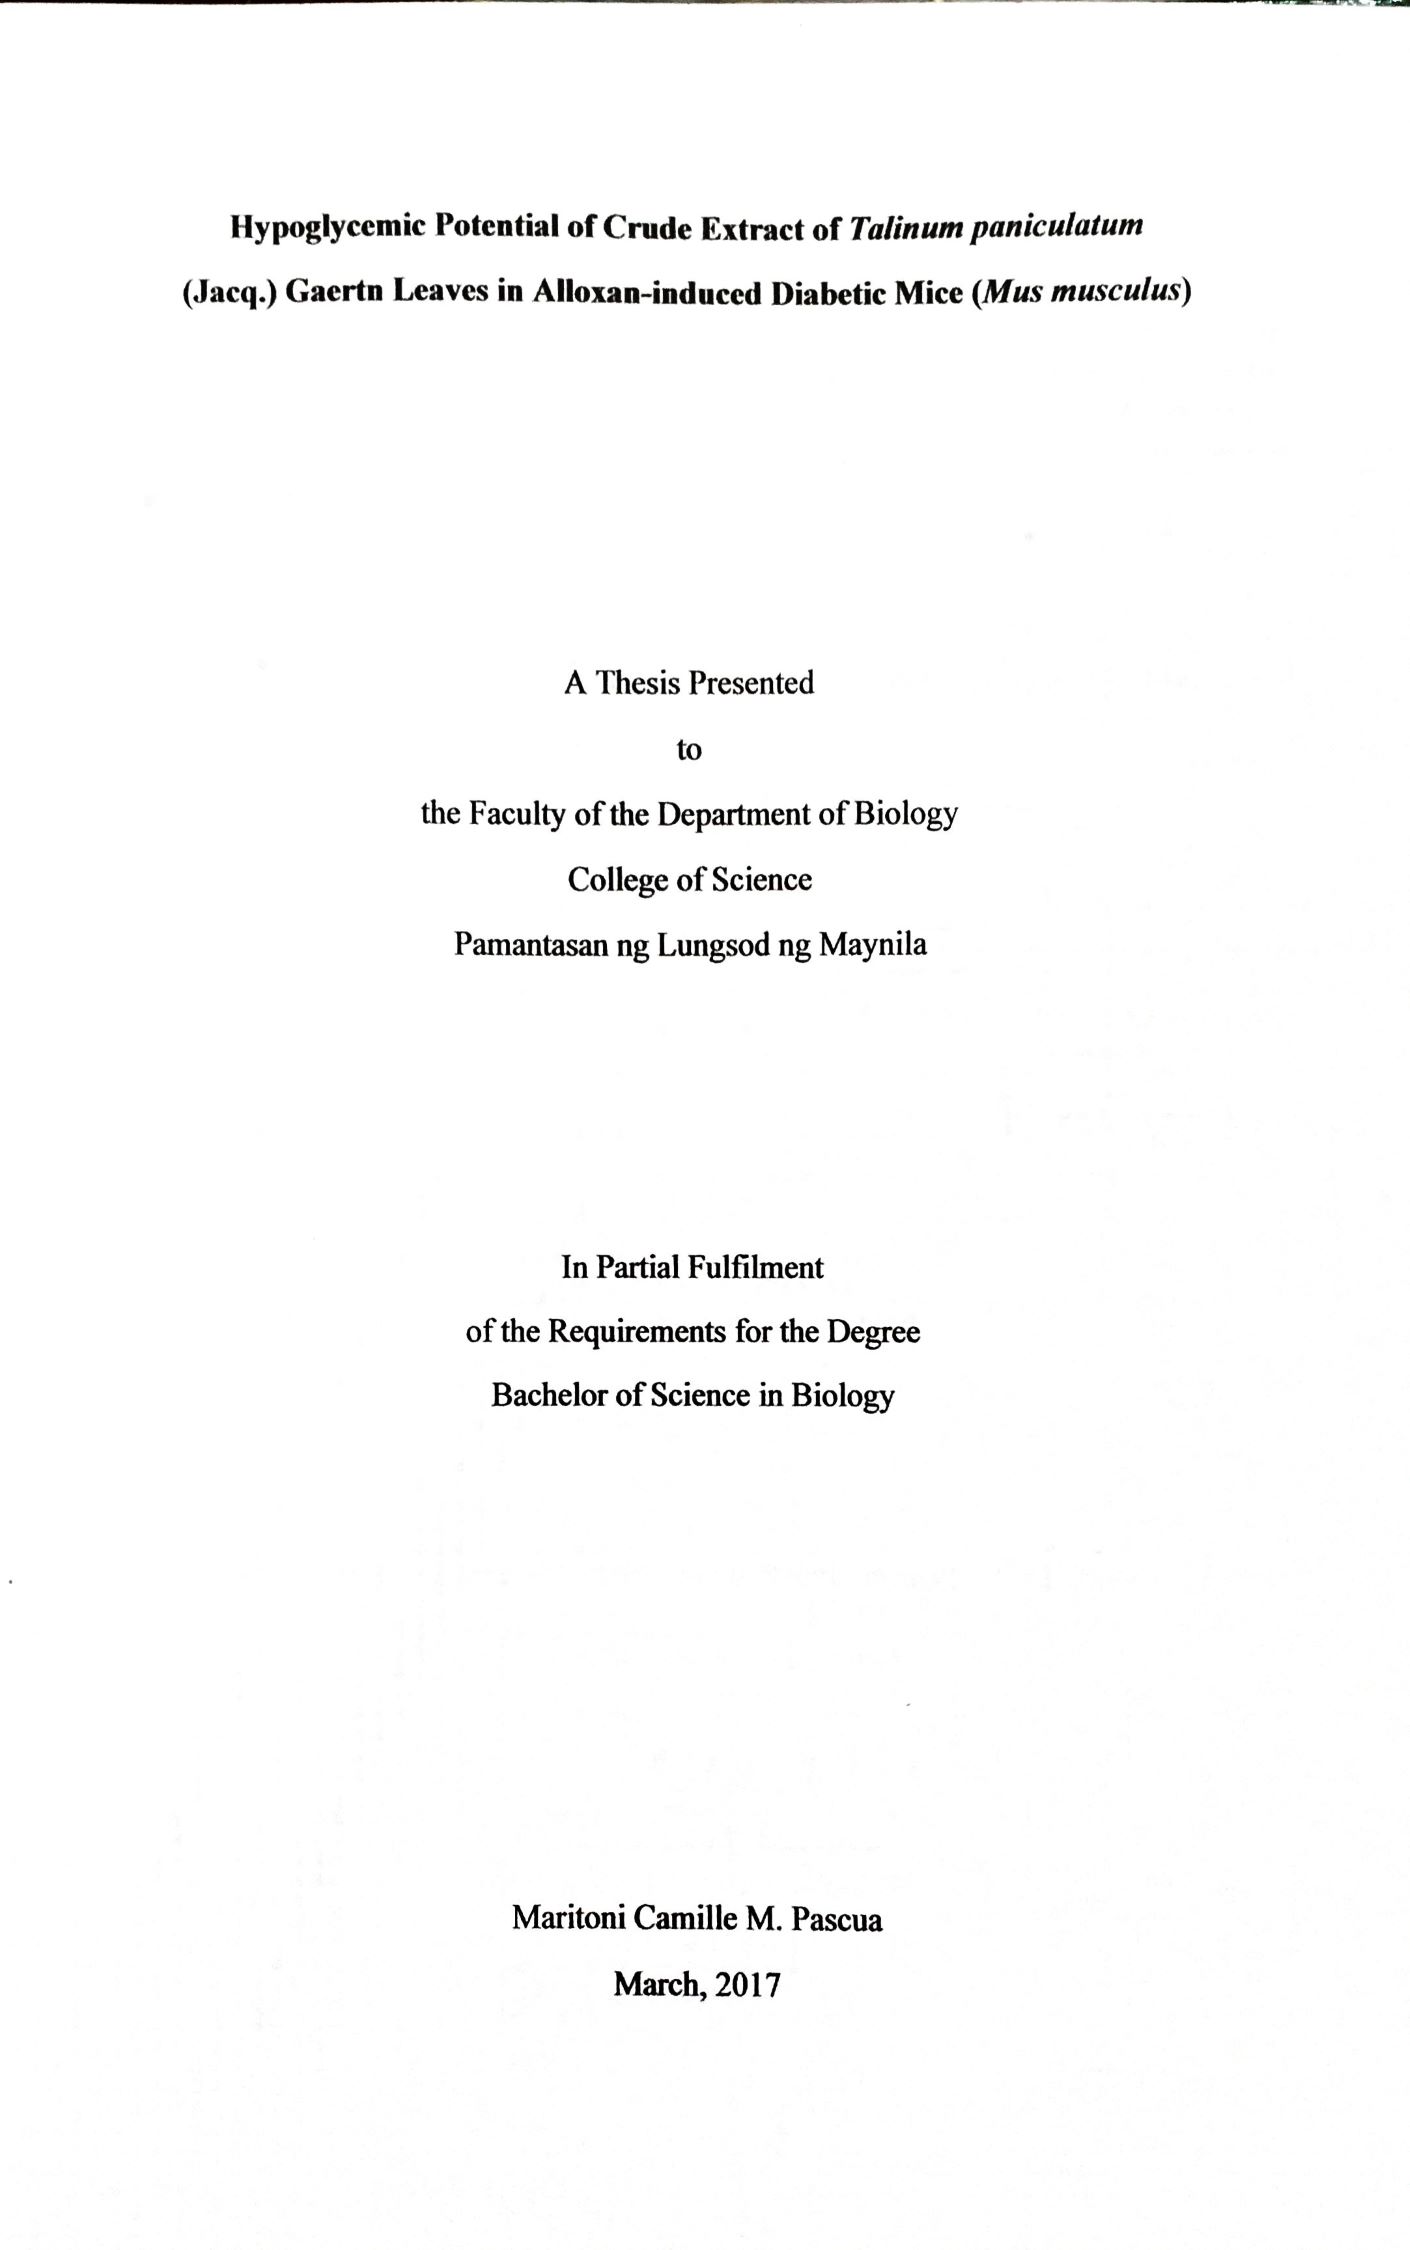 Hypoglycemic Potential of Crude Extract of Talinum paniculatum
(Jacq.) Gaertn Leaves in Alloxan-induced Diabetic Mice (Mus musculus)
A Thesis Presented
to
the Faculty of the Department of Biology
College of Science
Pamantasan ng Lungsod ng Maynila
In Partial Fulfilment
of the Requirements for the Degree
Bachelor of Science in Biology
Maritoni Camille M. Pascua
March, 2017